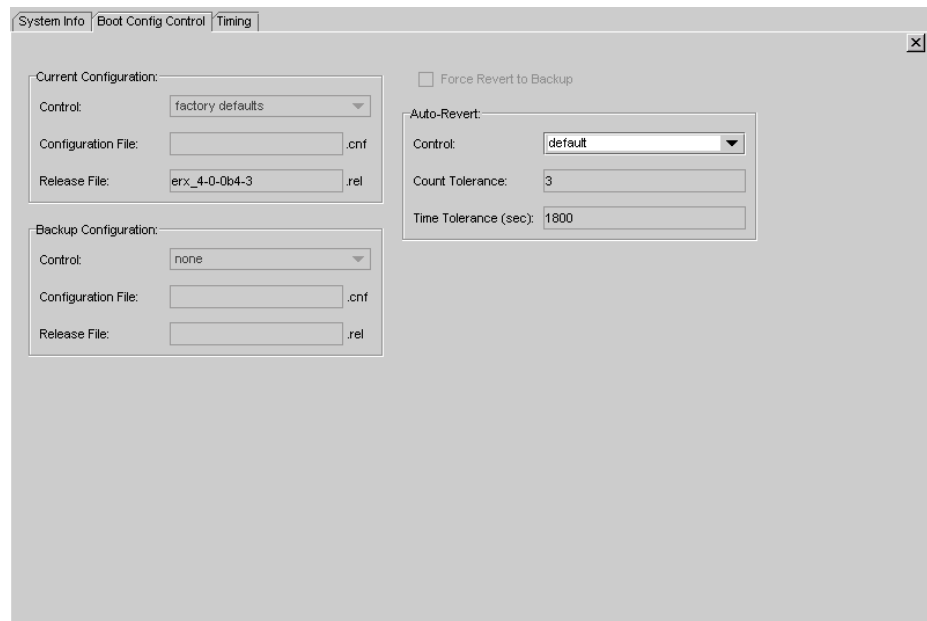 System Info Boot Config Control Timing
Current Configuration:
Control: factory defaults
Configuration File: .cnf
Release File: erx_4-0-0b4-3 .rel
Backup Configuration:
Control: none
Configuration File: .cnf
Release File: .rel
Force Revert to Backup
Auto-Revert:
Control: default
Count Tolerance: 3
Time Tolerance (sec): 1800